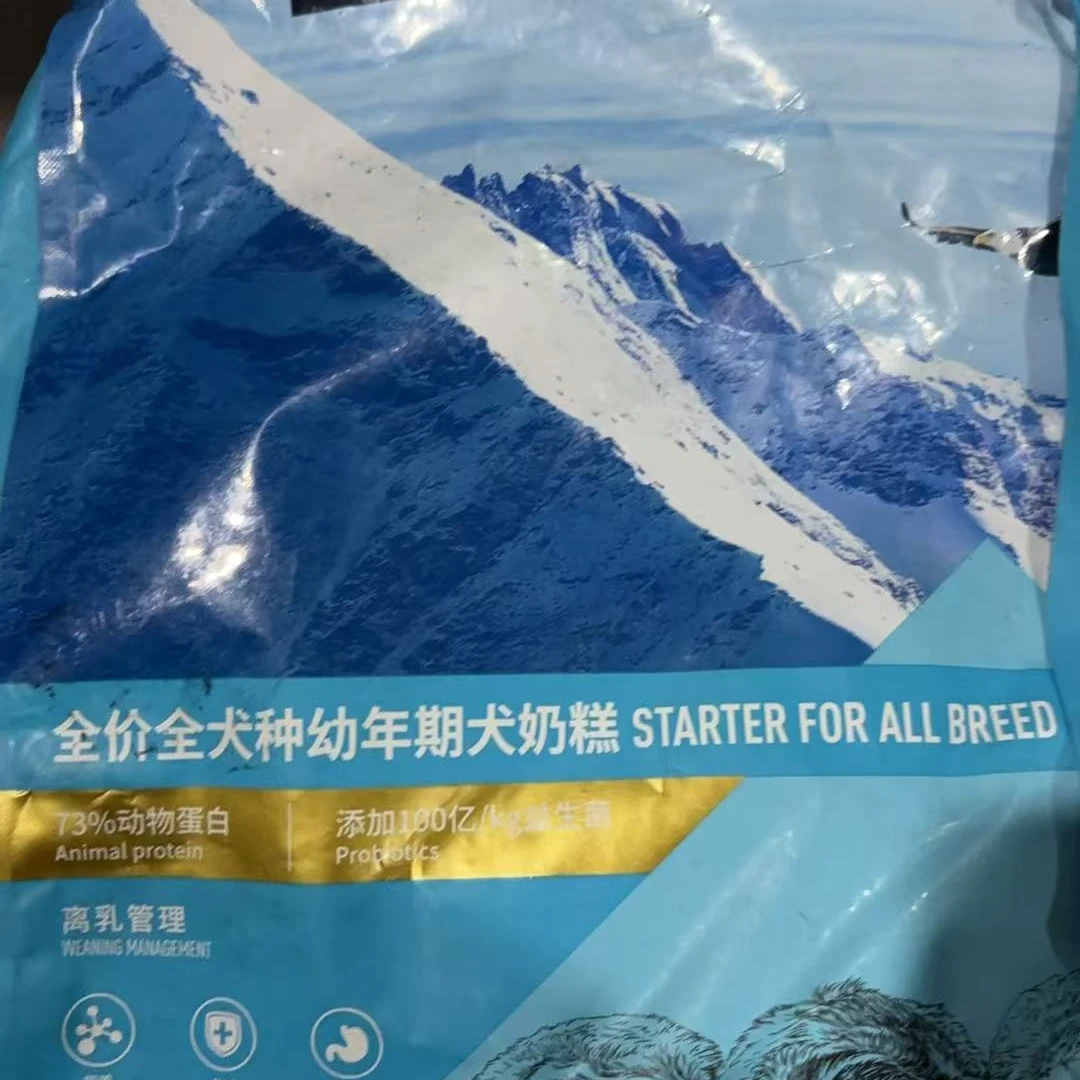 全价全犬种幼年期犬奶糕 STARTER FOR ALL BREED
73%动物蛋白
Animal protein
添加100亿/kg益生菌
Probiotics
离乳管理
WEANING MANAGEMENT